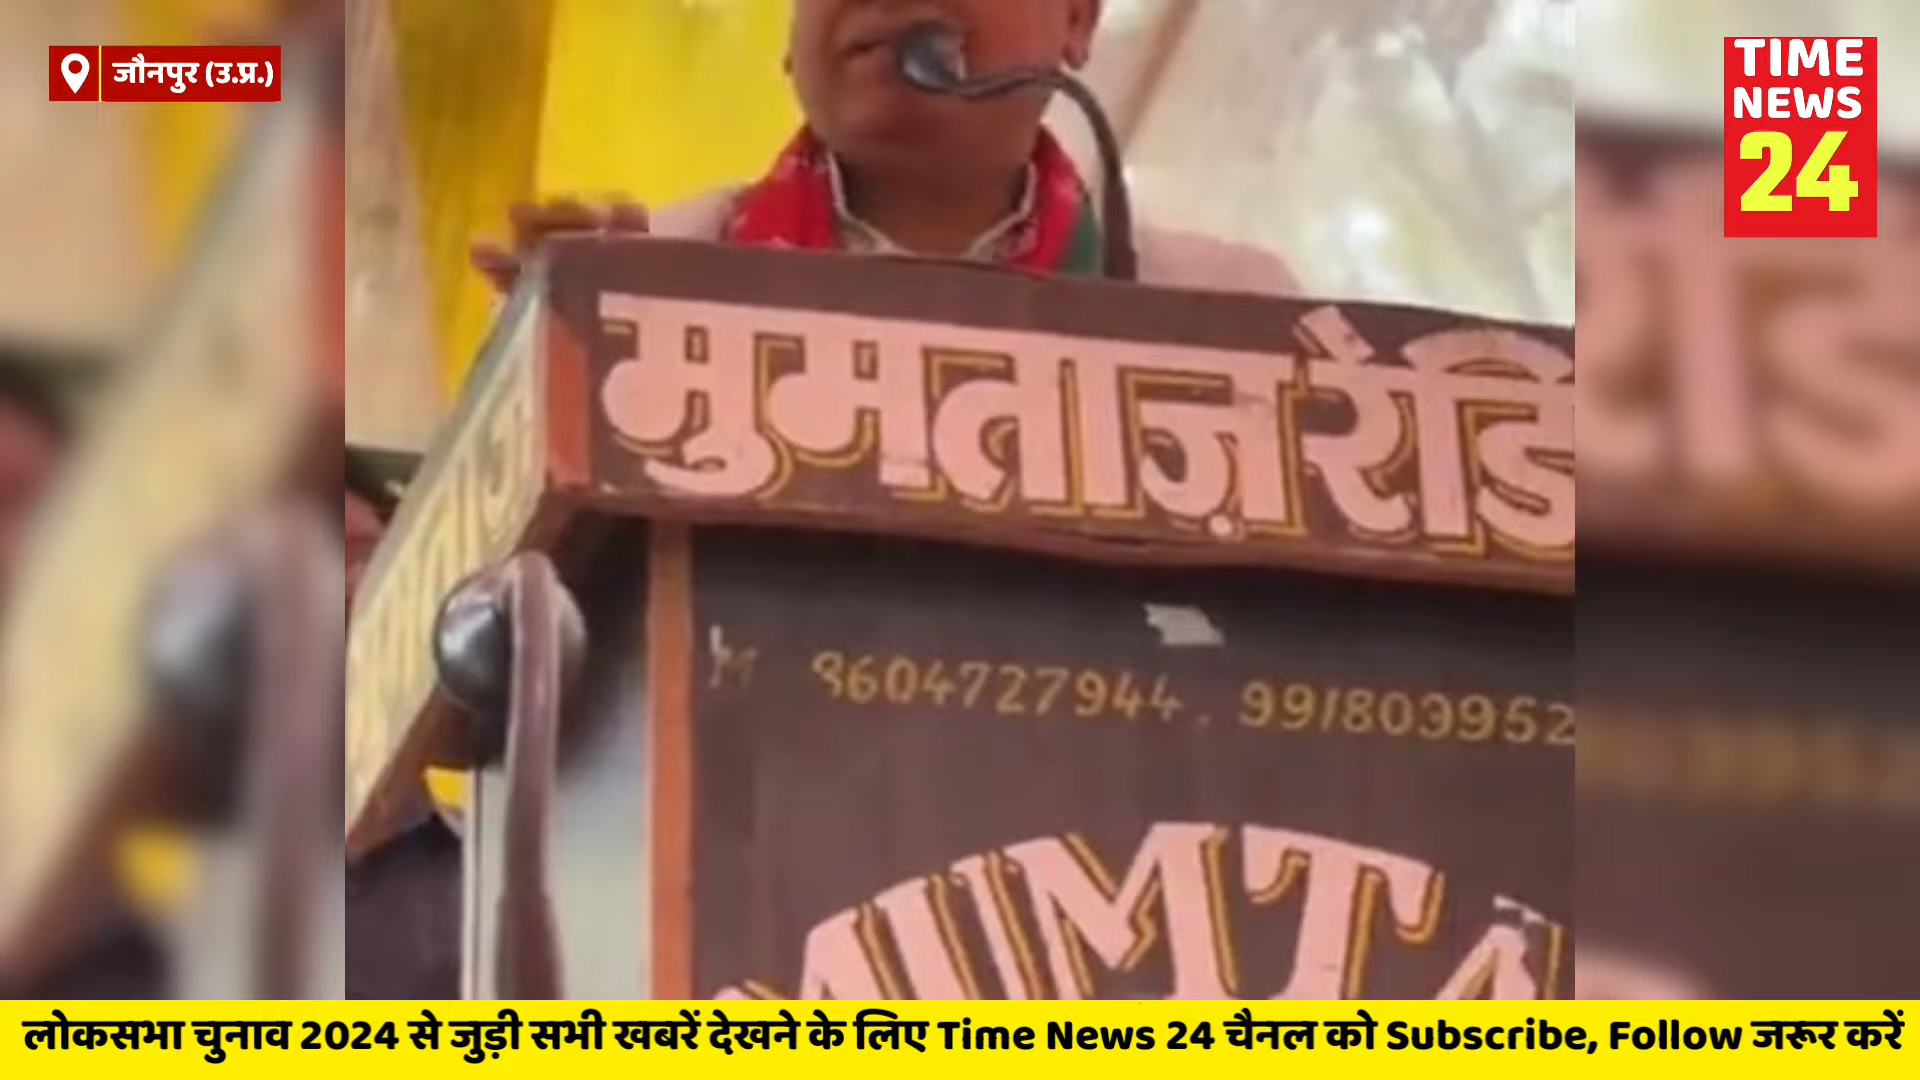 जौनपुर (उ.प्र.)
TIME
NEWS
24
मुमताज़ रेडि
M 9604727944. 9918039952
MUMTA
लोकसभा चुनाव 2024 से जुड़ी सभी खबरें देखने के लिए Time News 24 चैनल को Subscribe, Follow जरूर करें